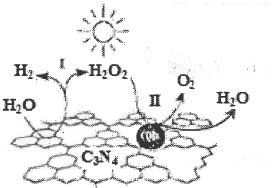 I
H₂ H₂O₂
O₂
II
H₂O H₂O
C₃N₄